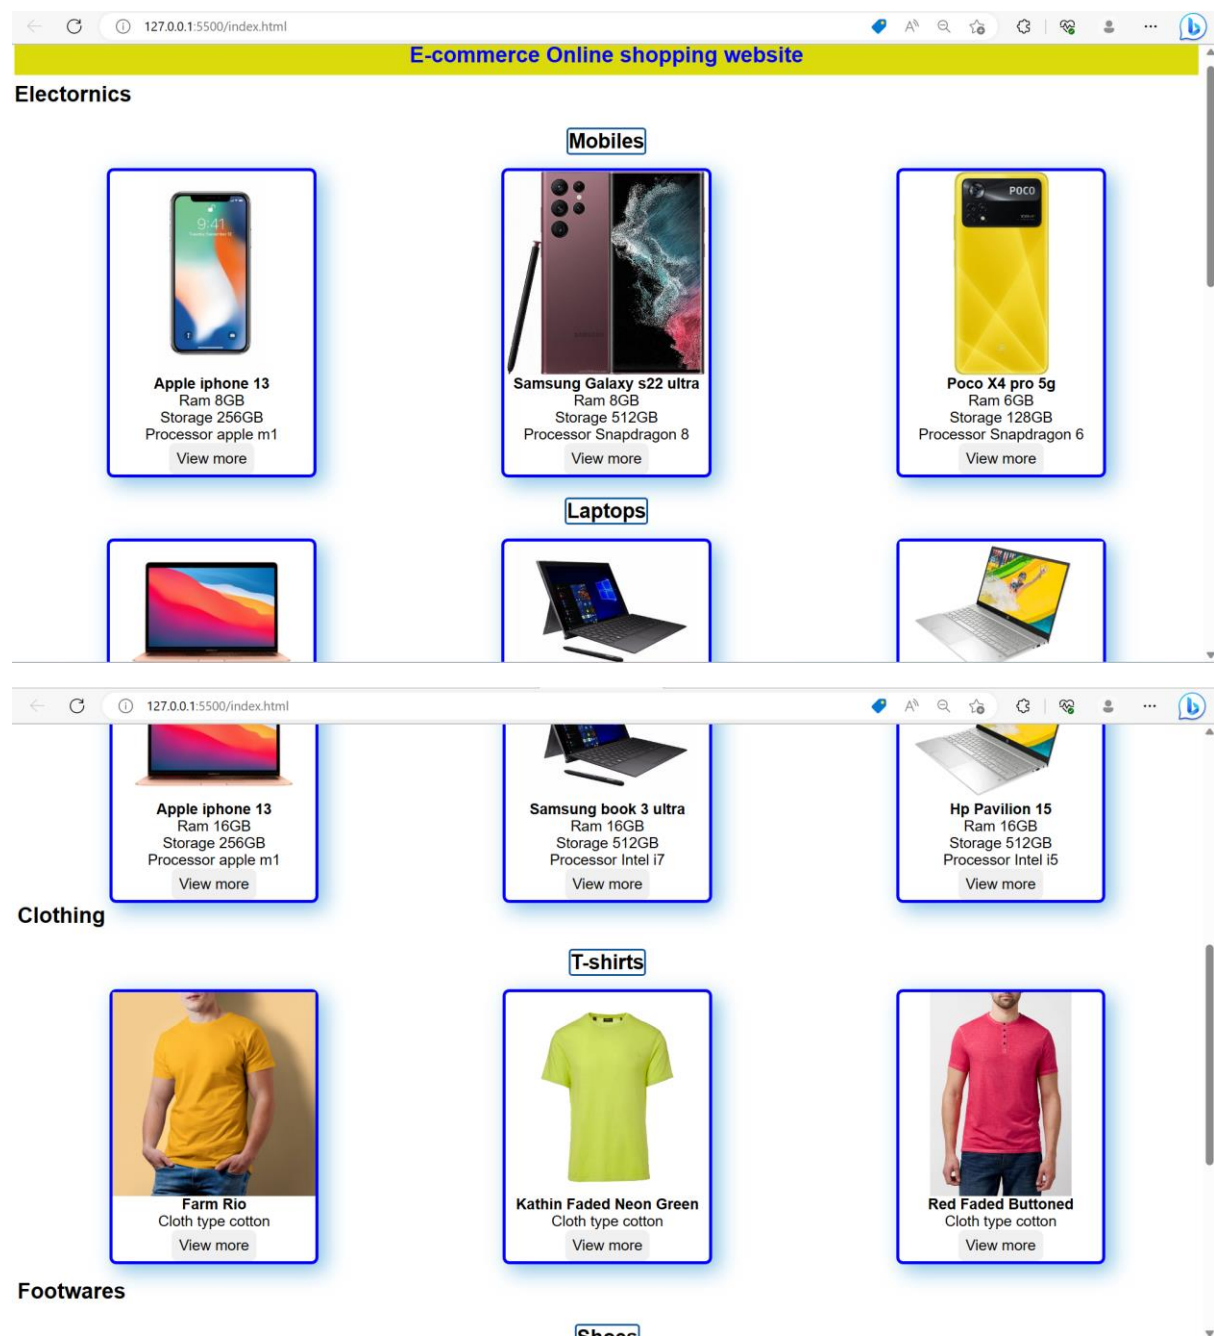 127.0.0.1:5500/index.html
E-commerce Online shopping website
Electornics
Mobiles
9:41
POCO
Apple iphone 13
Ram 8GB
Storage 256GB
Processor apple m1
View more
Samsung Galaxy s22 ultra
Ram 8GB
Storage 512GB
Processor Snapdragon 8
View more
Poco X4 pro 5g
Ram 6GB
Storage 128GB
Processor Snapdragon 6
View more
Laptops
127.0.0.1:5500/index.html
Apple iphone 13
Ram 16GB
Storage 256GB
Processor apple m1
View more
Samsung book 3 ultra
Ram 16GB
Storage 512GB
Processor Intel i7
View more
Hp Pavilion 15
Ram 16GB
Storage 512GB
Processor Intel i5
View more
Clothing
T-shirts
Farm Rio
Cloth type cotton
View more
Kathin Faded Neon Green
Cloth type cotton
View more
Red Faded Buttoned
Cloth type cotton
View more
Footwares
Shoes